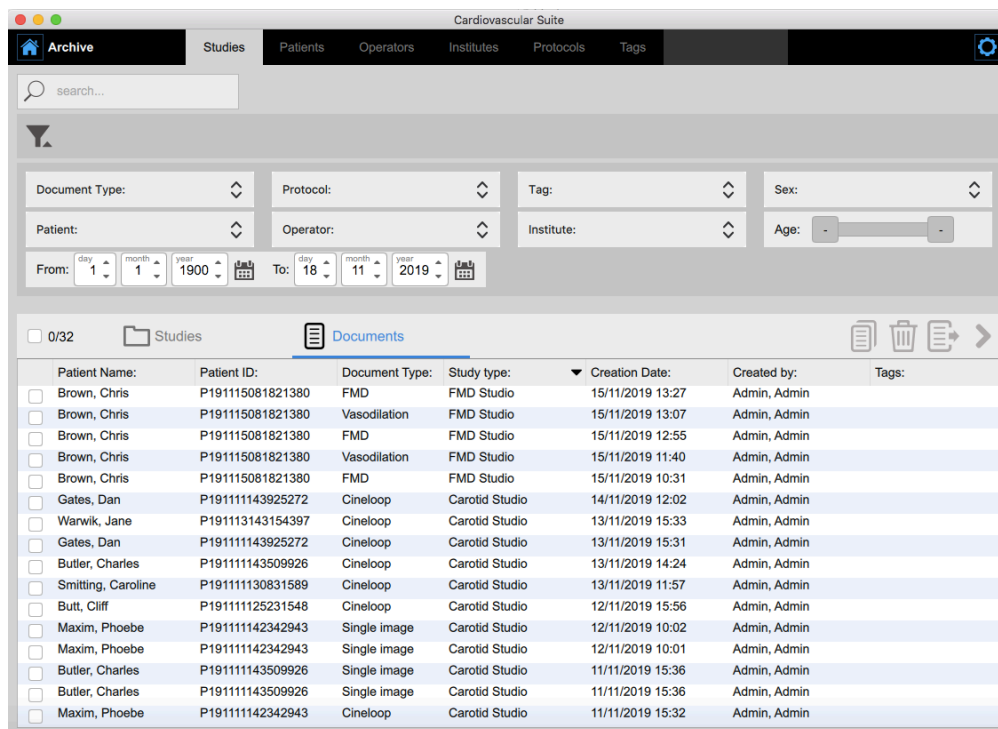 Cardiovascular Suite
Archive Studies Patients Operators Institutes Protocols Tags
search...
Document Type: Protocol: Tag: Sex:
Patient: Operator: Institute: Age: - -
day month year day month year
From: 1 1 1900 To: 18 11 2019
0/32 Studies Documents
Patient Name: Patient ID: Document Type: Study type: Creation Date: Created by: Tags:
Brown, Chris P191115081821380 FMD FMD Studio 15/11/2019 13:27 Admin, Admin
Brown, Chris P191115081821380 Vasodilation FMD Studio 15/11/2019 13:07 Admin, Admin
Brown, Chris P191115081821380 FMD FMD Studio 15/11/2019 12:55 Admin, Admin
Brown, Chris P191115081821380 Vasodilation FMD Studio 15/11/2019 11:40 Admin, Admin
Brown, Chris P191115081821380 FMD FMD Studio 15/11/2019 10:31 Admin, Admin
Gates, Dan P191111143925272 Cineloop Carotid Studio 14/11/2019 12:02 Admin, Admin
Warwik, Jane P191113143154397 Cineloop Carotid Studio 13/11/2019 15:33 Admin, Admin
Gates, Dan P191111143925272 Cineloop Carotid Studio 13/11/2019 15:31 Admin, Admin
Butler, Charles P191111143509926 Cineloop Carotid Studio 13/11/2019 14:24 Admin, Admin
Smitting, Caroline P191111130831589 Cineloop Carotid Studio 13/11/2019 11:57 Admin, Admin
Butt, Cliff P191111125231548 Cineloop Carotid Studio 12/11/2019 15:56 Admin, Admin
Maxim, Phoebe P191111142342943 Single image Carotid Studio 12/11/2019 10:02 Admin, Admin
Maxim, Phoebe P191111142342943 Single image Carotid Studio 12/11/2019 10:01 Admin, Admin
Butler, Charles P191111143509926 Single image Carotid Studio 11/11/2019 15:36 Admin, Admin
Butler, Charles P191111143509926 Single image Carotid Studio 11/11/2019 15:36 Admin, Admin
Maxim, Phoebe P191111142342943 Cineloop Carotid Studio 11/11/2019 15:32 Admin, Admin